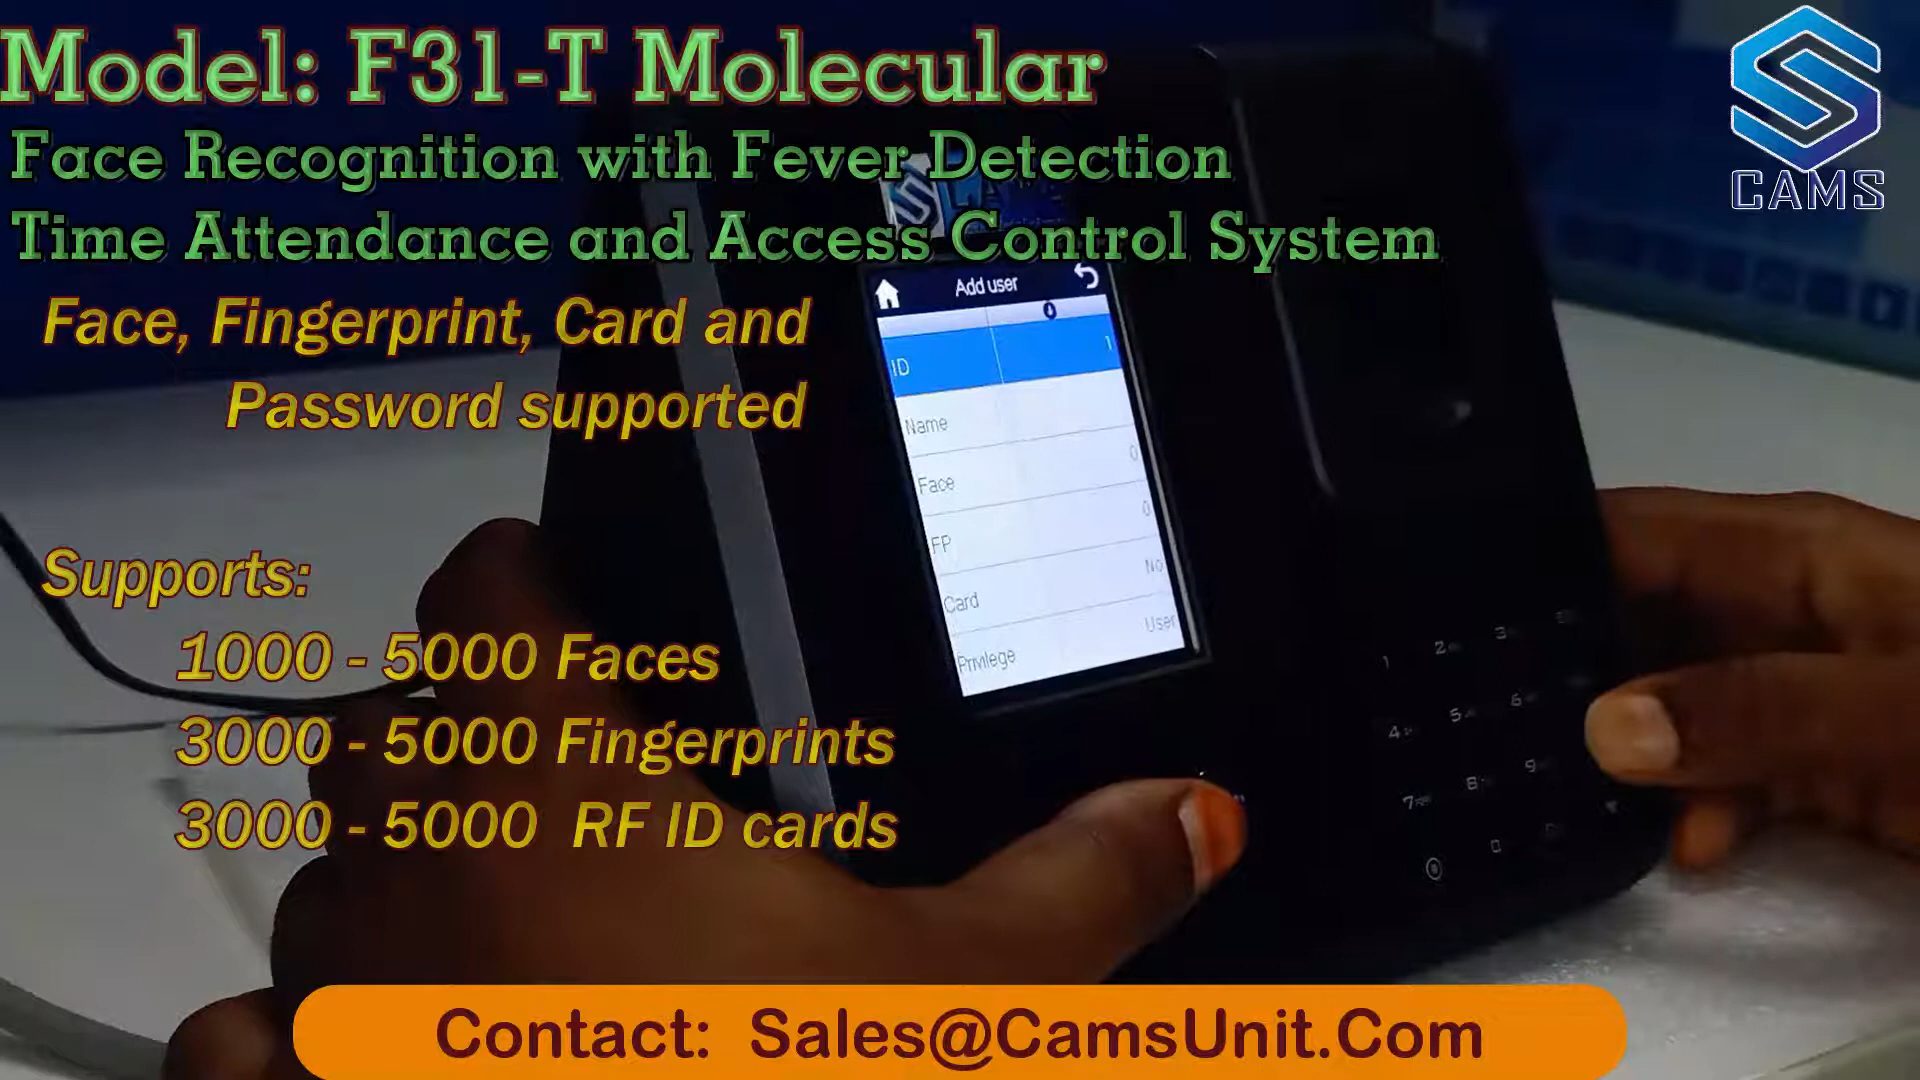 Model: F31-T Molecular
Face Recognition with Fever Detection
Time Attendance and Access Control System
CAMS
Face, Fingerprint, Card and
Password supported
Add user
ID 1
Name
Face 0
FP 0
Card No
Privilege User
Supports:
1000 - 5000 Faces
3000 - 5000 Fingerprints
3000 - 5000 RF ID cards
1 2 3
4 5 6
7 8 9
0
Contact: Sales@CamsUnit.Com